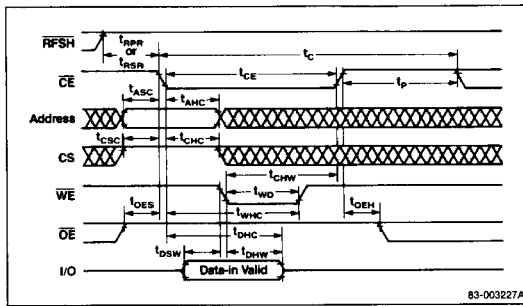 RFSH
tRPR
or
tRSR
tC
CE
tCE
tP
tASC
tAHC
Address
tCSC
tCHC
CS
tCHW
WE
tWD
tOES
tWHC
tOEH
OE
tDHC
tDSW
tDHW
I/O
Data-in Valid
83-003227A